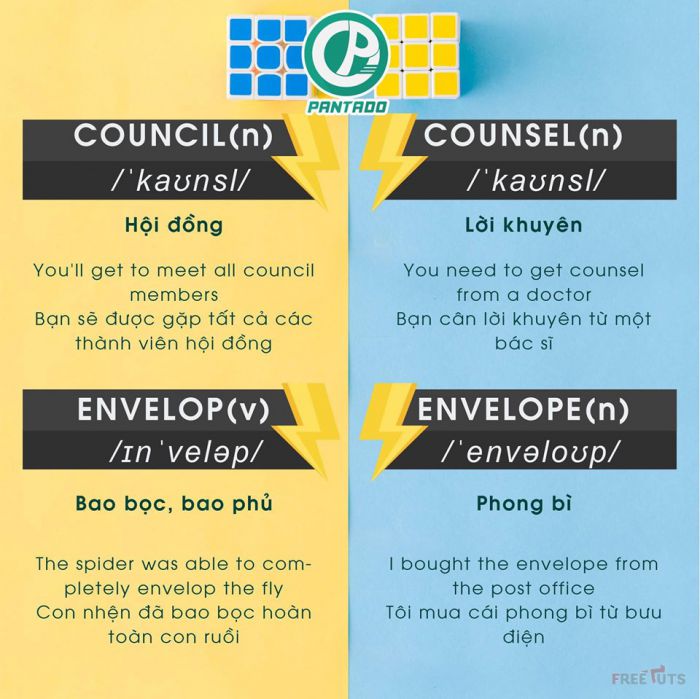 PANTADO
COUNCIL(n)
/ˈkaʊnsl/
Hội đồng
You'll get to meet all council
members
Bạn sẽ được gặp tất cả các
thành viên hội đồng
COUNSEL(n)
/ˈkaʊnsl/
Lời khuyên
You need to get counsel
from a doctor
Bạn cân lời khuyên từ một
bác sĩ
ENVELOP(v)
/ɪnˈveləp/
Bao bọc, bao phủ
The spider was able to com-
pletely envelop the fly
Con nhện đã bao bọc hoàn
toàn con ruồi
ENVELOPE(n)
/ˈenvəloʊp/
Phong bì
I bought the envelope from
the post office
Tôi mua cái phong bì từ bưu
điện
FREETUTS